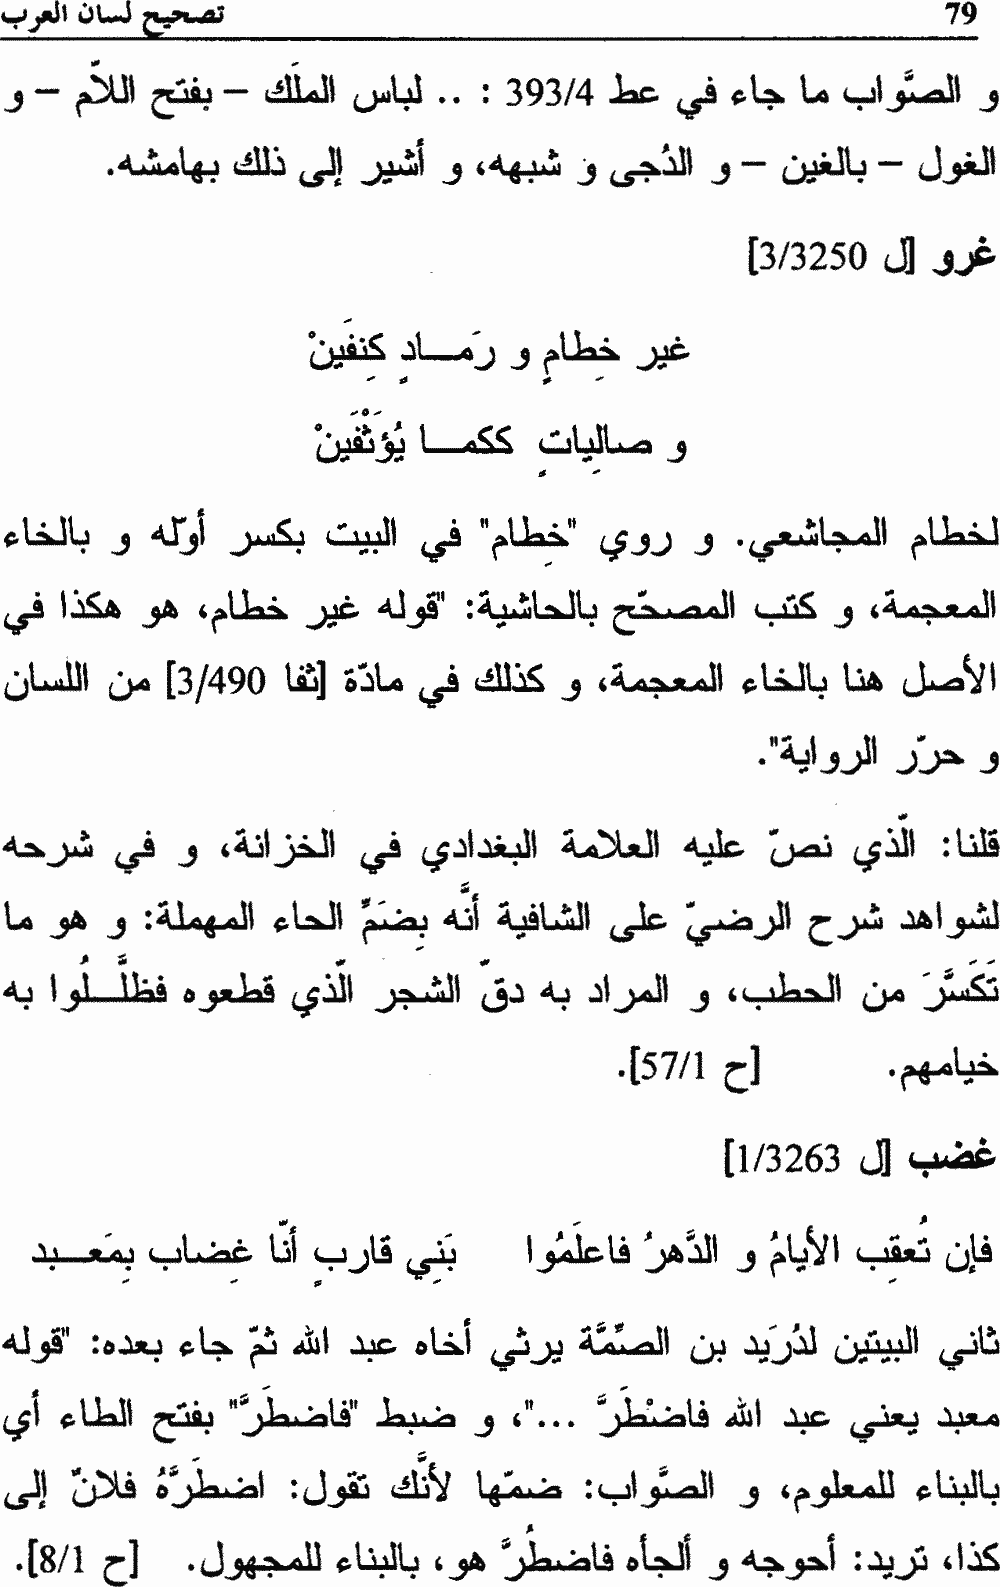 79 تصحيح لسان العرب
و الصَّواب ما جاء في عط 393/4 : .. لباس الملَك – بفتح اللاّم – و
الغول – بالغين – و الدُجى و شبهه، و أشير إلى ذلك بهامشه.
غرو [ل 3/3250]
غير خِطامٍ و رَمـــادٍ كِنفَينْ
و صالِياتٍ ككمـــا يُؤَثْفَينْ
لخطام المجاشعي. و روي "خِطام" في البيت بكسر أوّله و بالخاء
المعجمة، و كتب المصحّح بالحاشية: "قوله غير خطام، هو هكذا في
الأصل هنا بالخاء المعجمة، و كذلك في مادّة [ثفا 3/490] من اللسان
و حرّر الرواية".
قلنا: الّذي نصّ عليه العلامة البغدادي في الخزانة، و في شرحه
لشواهد شرح الرضيّ على الشافية أنَّه بِضَمِّ الحاء المهملة: و هو ما
تَكَسَّرَ من الحطب، و المراد به دقّ الشجر الّذي قطعوه فظلَّـــلُوا به
خيامهم. [ح 57/1].
غضب [ل 1/3263]
فإن تُعقِب الأيامُ و الدَّهرُ فاعلَمُوا بَنِي قاربٍ أنّا غِضاب بِمَعـــبد
ثاني البيتين لدُرَيد بن الصِّمَّة يرثي أخاه عبد الله ثمّ جاء بعده: "قوله
معبد يعني عبد الله فاضْطَرَّ ..."، و ضبط "فاضطَرَّ" بفتح الطاء أي
بالبناء للمعلوم، و الصَّواب: ضمّها لأنَّك تقول: اضطَرَّهُ فلانٌ إلى
كذا، تريد: أحوجه و ألجأه فاضطُرَّ هو، بالبناء للمجهول. [ح 8/1].